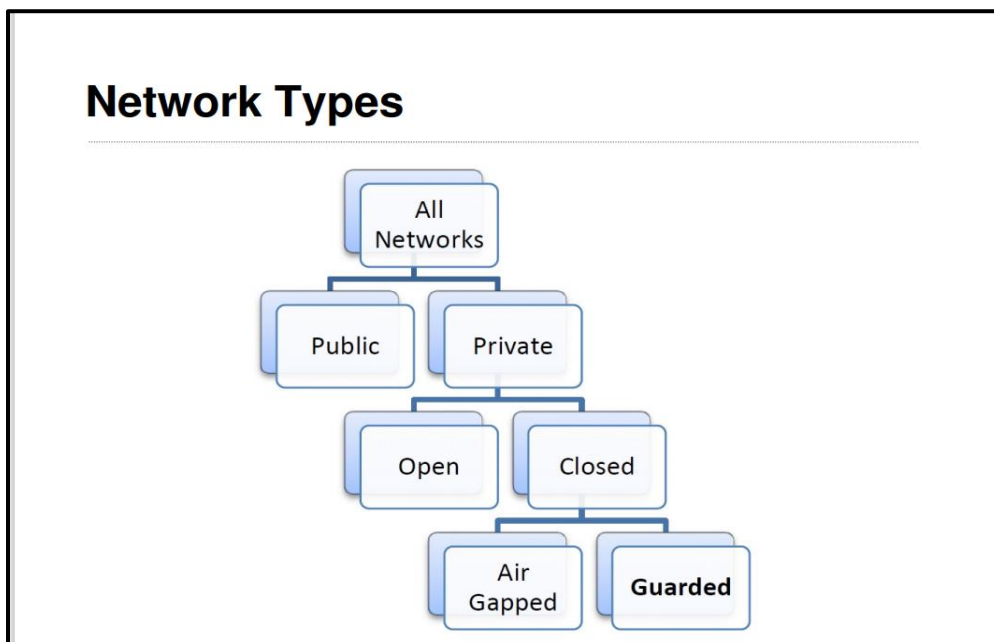 Network Types
All
Networks
Public
Private
Open
Closed
Air
Gapped
Guarded